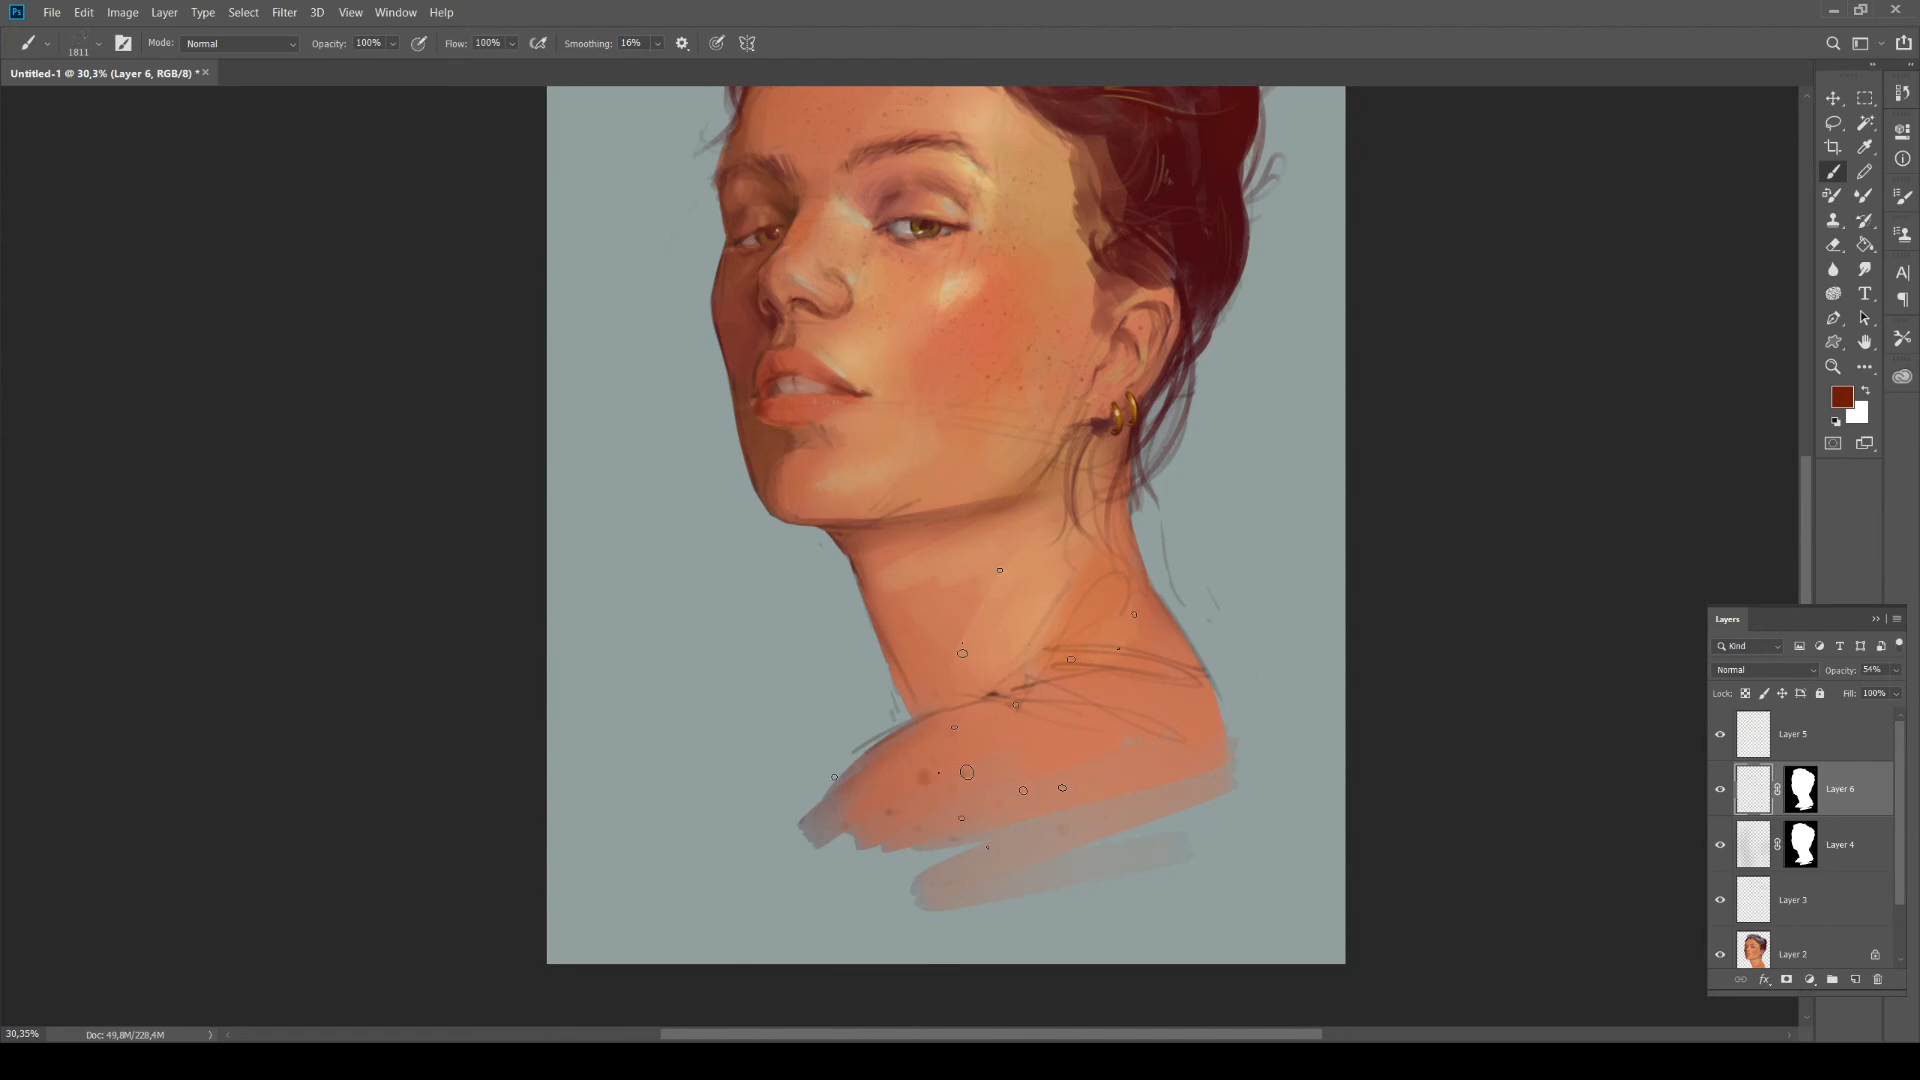 Ps File Edit Image Layer Type Select Filter 3D View Window Help
1811 Mode: Normal Opacity: 100% Flow: 100% Smoothing: 16%
Untitled-1 @ 30,3% (Layer 6, RGB/8) *
Layers
Kind
Normal Opacity: 54%
Lock: Fill: 100%
Layer 5
Layer 6
Layer 4
Layer 3
Layer 2
fx
30,35% Doc: 49,8M/228,4M